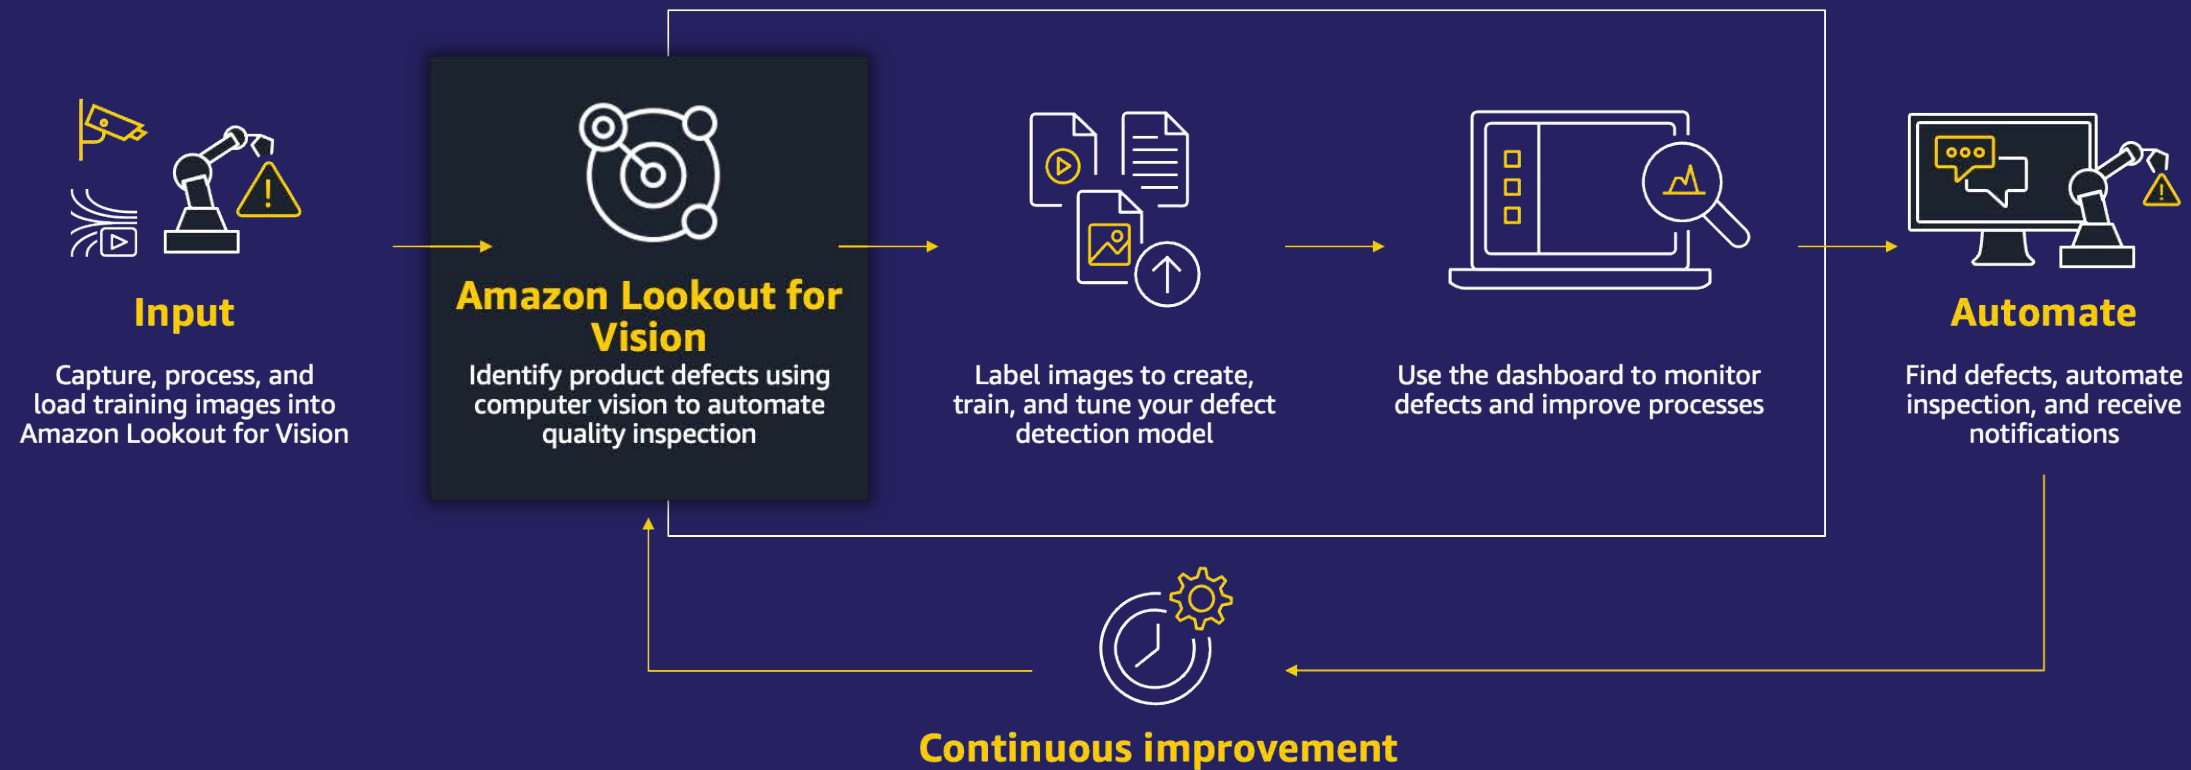 Input
Capture, process, and
load training images into
Amazon Lookout for Vision
Amazon Lookout for
Vision
Identify product defects using
computer vision to automate
quality inspection
Label images to create,
train, and tune your defect
detection model
Use the dashboard to monitor
defects and improve processes
Automate
Find defects, automate
inspection, and receive
notifications
Continuous improvement